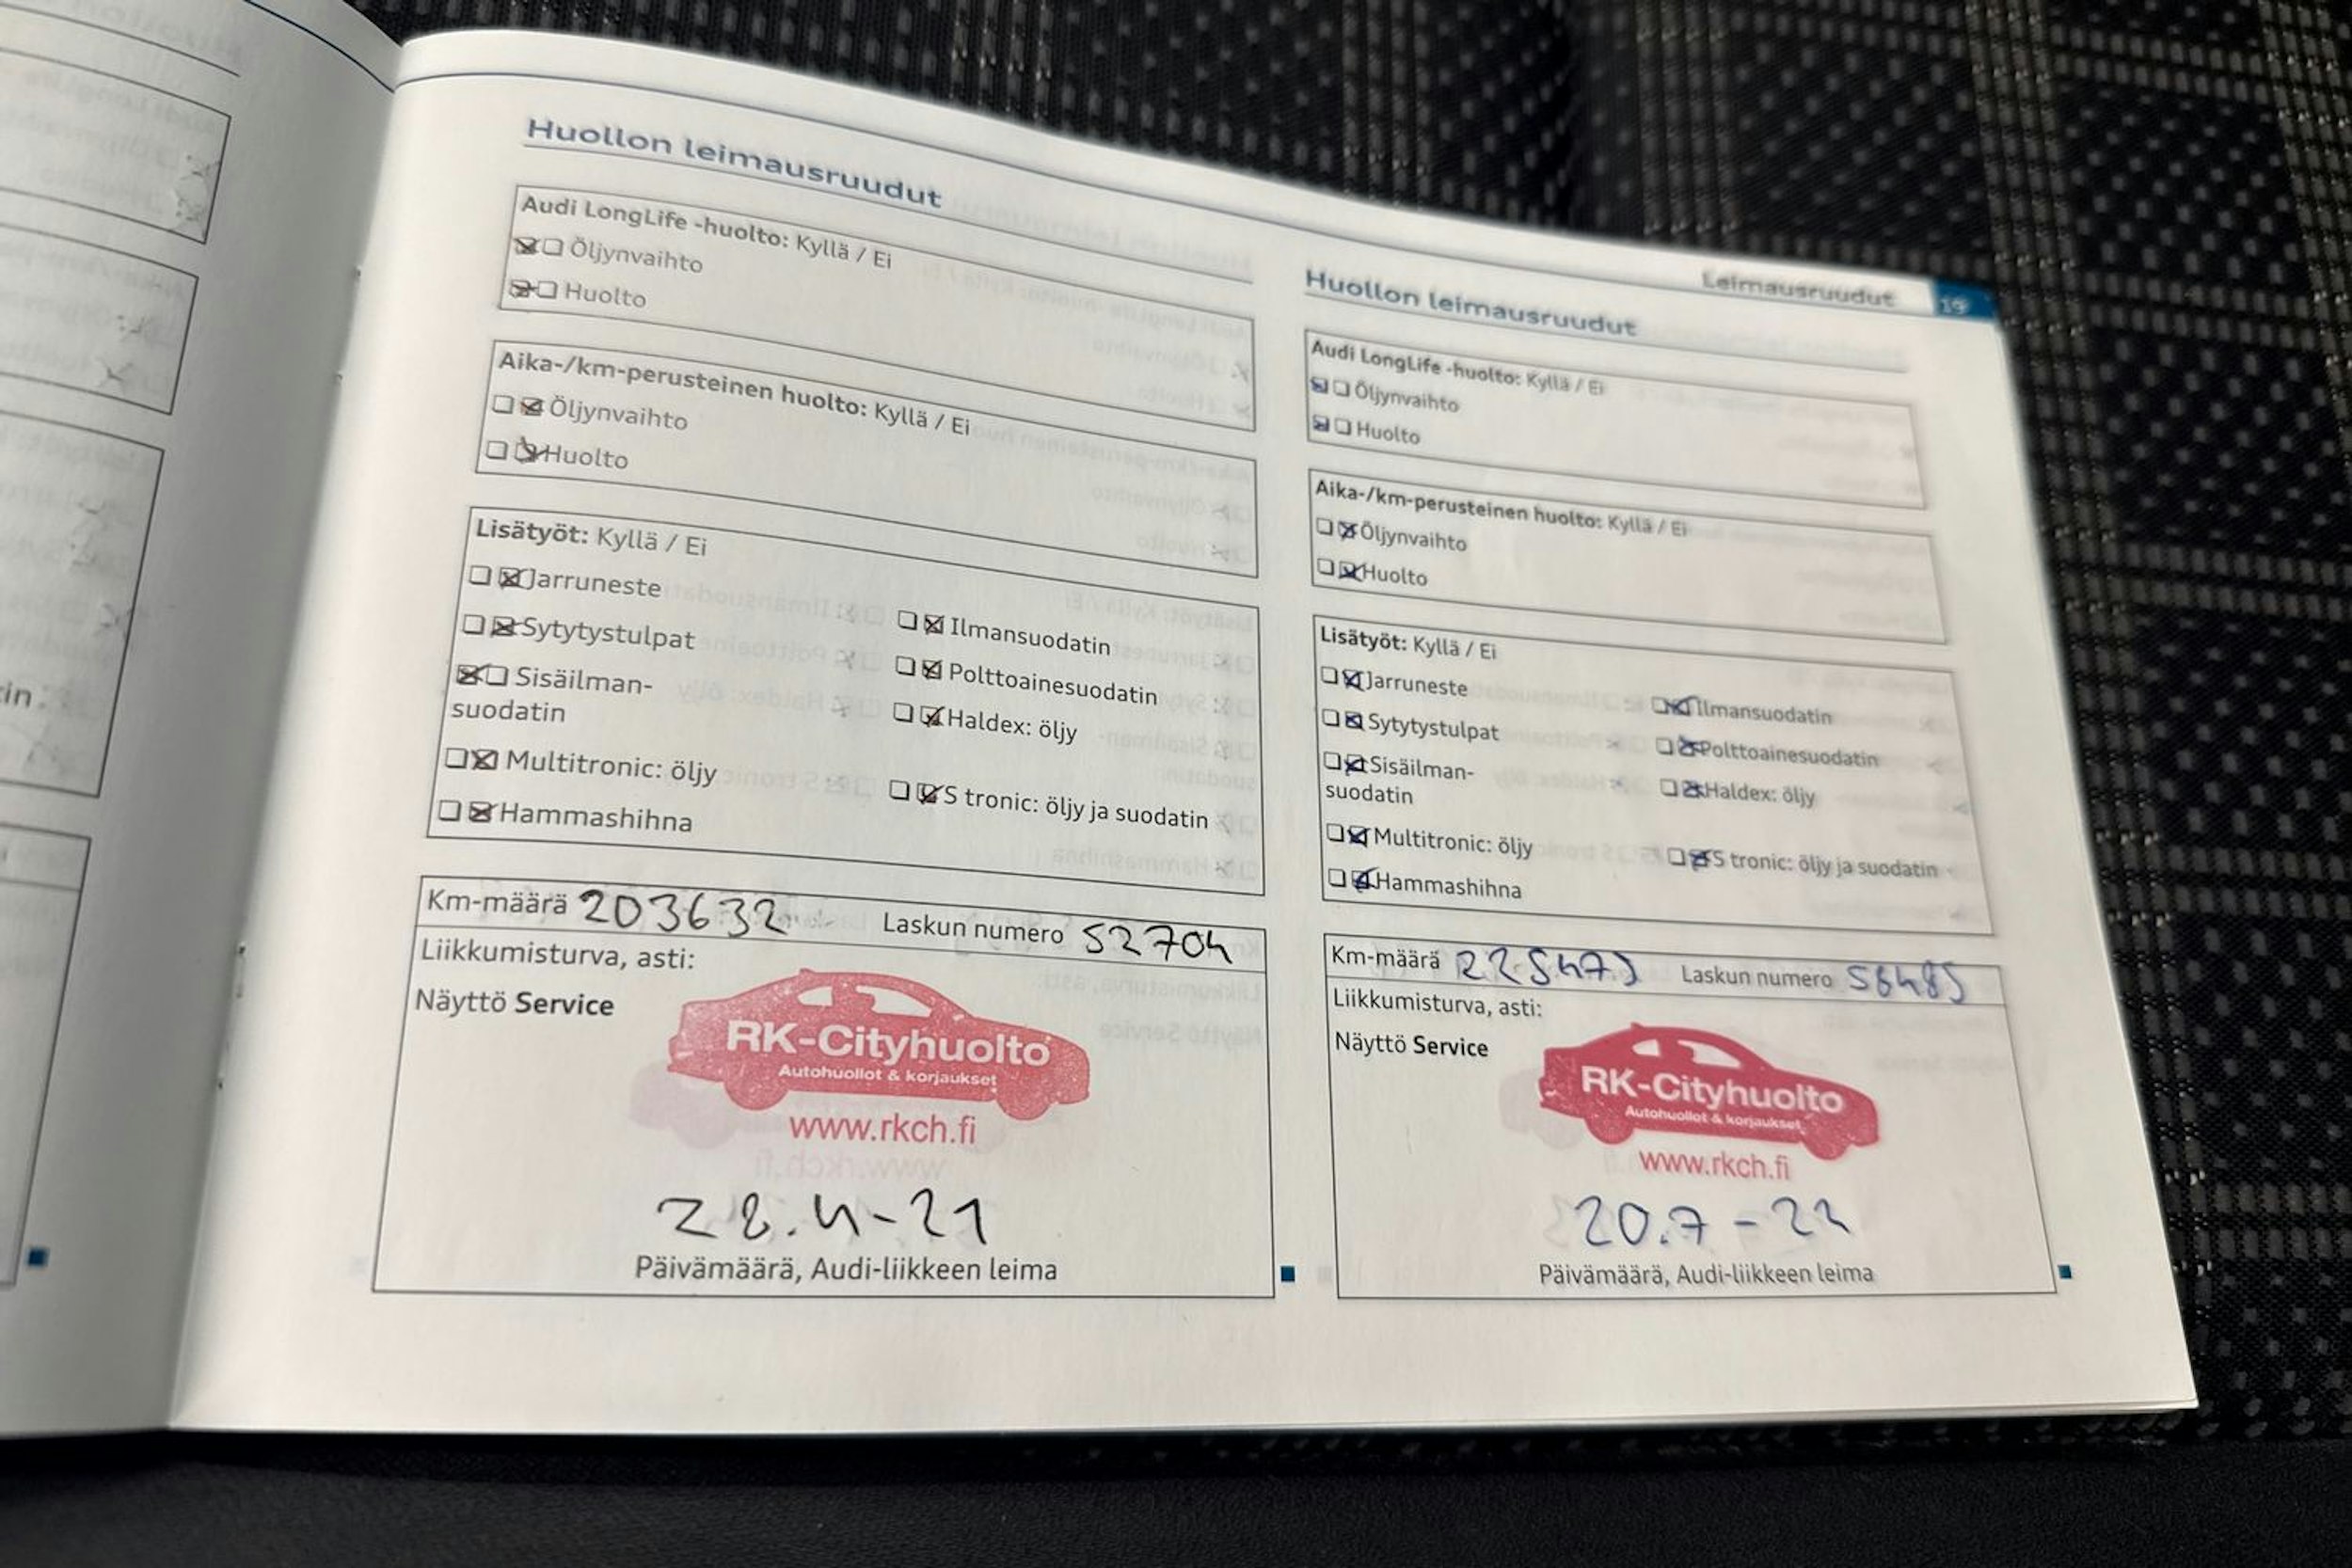 Huollon leimausruudut
Audi LongLife -huolto: Kyllä / Ei
Öljynvaihto
Huolto
Aika-/km-perusteinen huolto: Kyllä / Ei
Öljynvaihto
Huolto
Lisätyöt: Kyllä / Ei
Jarruneste
Sytytystulpat
Sisäilman-
suodatin
Multitronic: öljy
Hammashihna
Ilmansuodatin
Polttoainesuodatin
Haldex: öljy
S tronic: öljy ja suodatin
Km-määrä 203632 Laskun numero 52704
Liikkumisturva, asti:
Näyttö Service
RK-Cityhuolto
Autohuollot & korjaukset
www.rkch.fi
28.4-21
Päivämäärä, Audi-liikkeen leima
Leimausruudut 19
Huollon leimausruudut
Audi LongLife -huolto: Kyllä / Ei
Öljynvaihto
Huolto
Aika-/km-perusteinen huolto: Kyllä / Ei
Öljynvaihto
Huolto
Lisätyöt: Kyllä / Ei
Jarruneste
Sytytystulpat
Sisäilman-
suodatin
Multitronic: öljy
Hammashihna
Ilmansuodatin
Polttoainesuodatin
Haldex: öljy
S tronic: öljy ja suodatin
Km-määrä Laskun numero 56485
Liikkumisturva, asti:
Näyttö Service
RK-Cityhuolto
Autohuollot & korjaukset
www.rkch.fi
20.7-22
Päivämäärä, Audi-liikkeen leima